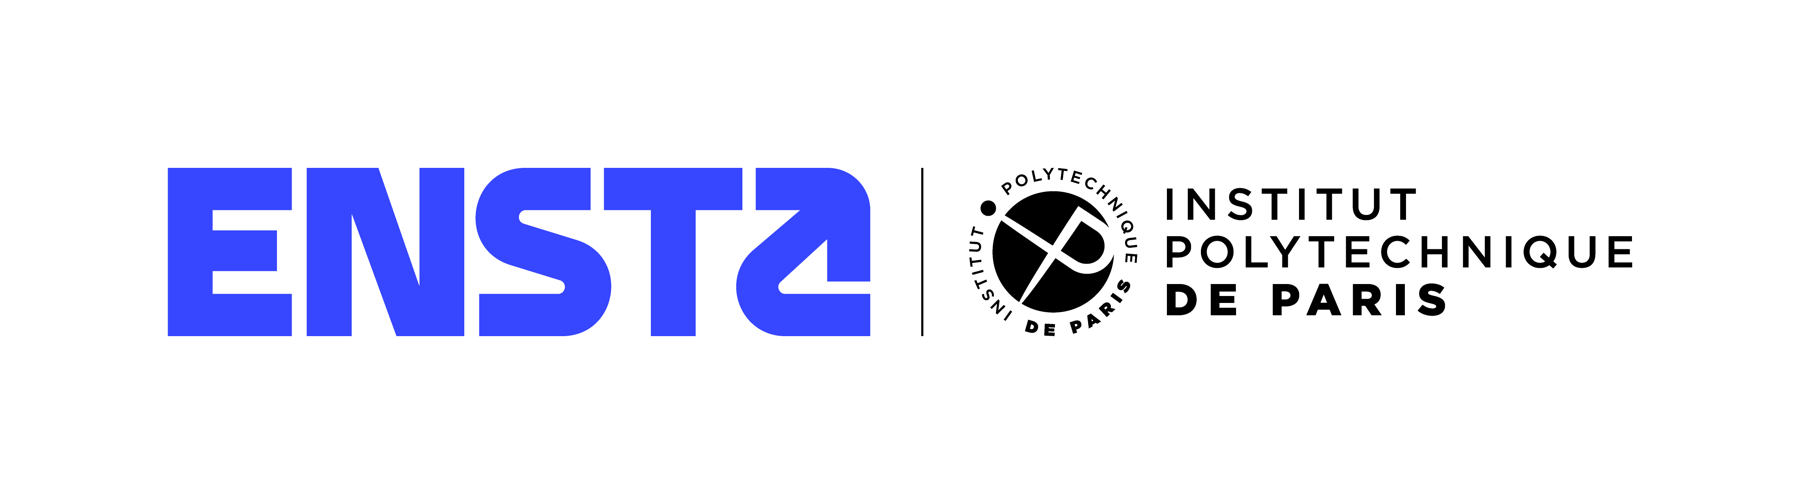 ENSTA
INSTITUT POLYTECHNIQUE DE PARIS
INSTITUT
POLYTECHNIQUE
DE PARIS